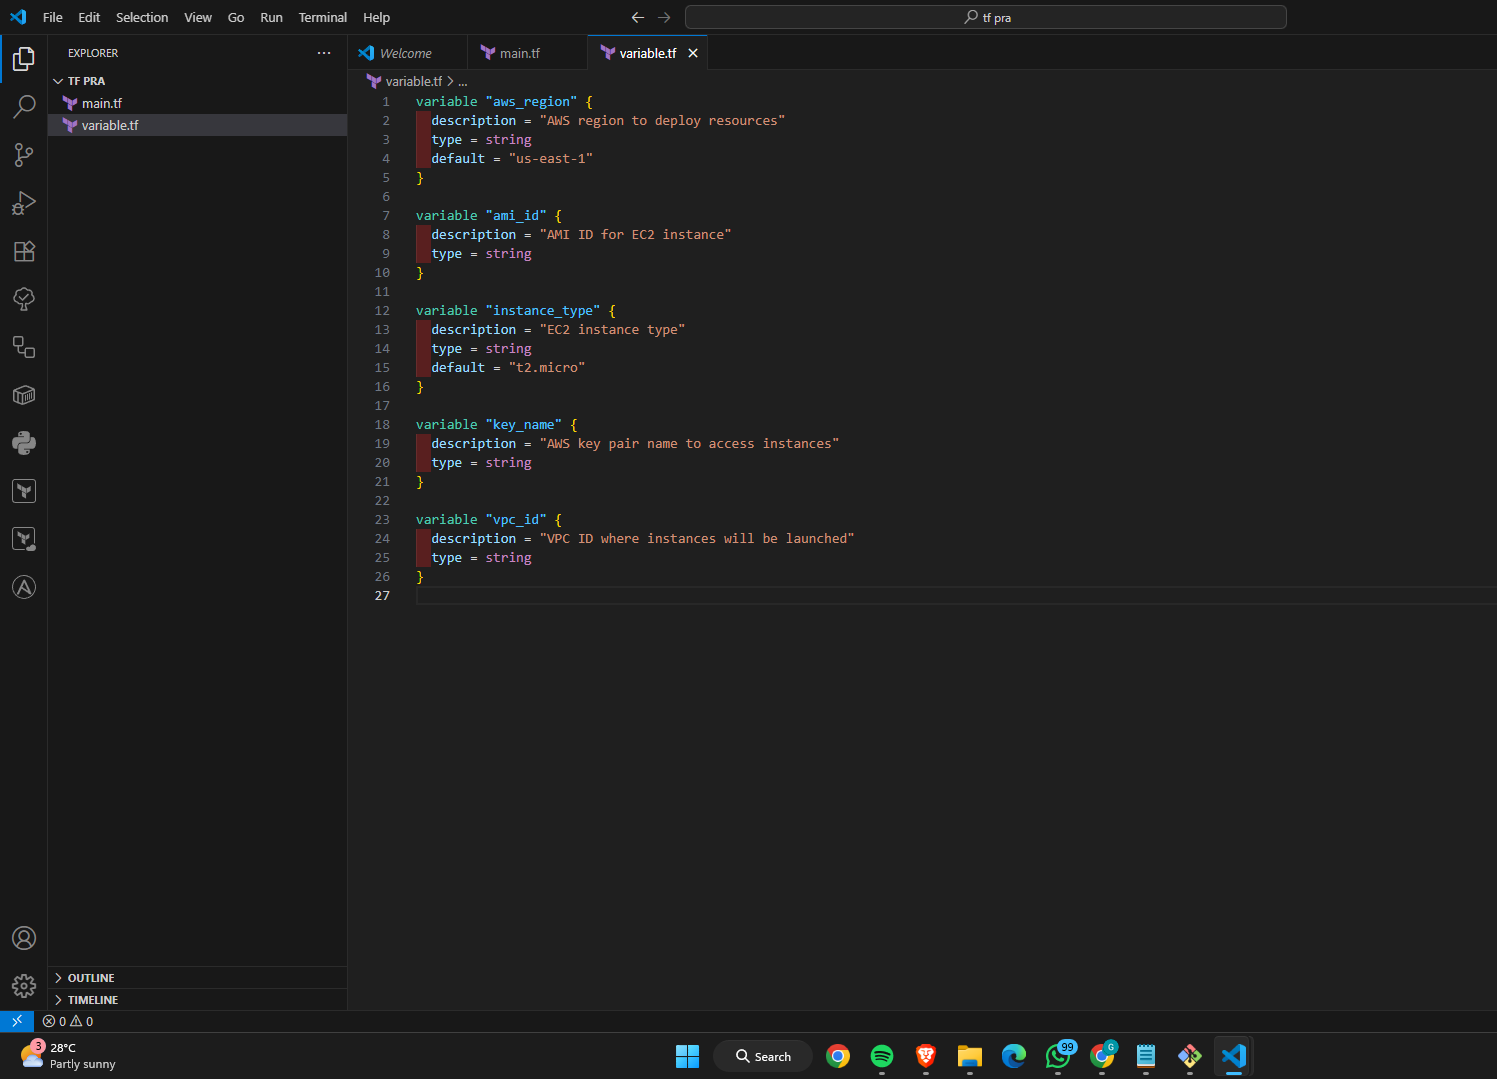 File Edit Selection View Go Run Terminal Help
tf pra
EXPLORER
TF PRA
main.tf
variable.tf
OUTLINE
TIMELINE
Welcome
main.tf
variable.tf
variable.tf > ...
1 variable "aws_region" {
2 description = "AWS region to deploy resources"
3 type = string
4 default = "us-east-1"
5 }
6
7 variable "ami_id" {
8 description = "AMI ID for EC2 instance"
9 type = string
10 }
11
12 variable "instance_type" {
13 description = "EC2 instance type"
14 type = string
15 default = "t2.micro"
16 }
17
18 variable "key_name" {
19 description = "AWS key pair name to access instances"
20 type = string
21 }
22
23 variable "vpc_id" {
24 description = "VPC ID where instances will be launched"
25 type = string
26 }
27
0 0
3
28°C
Partly sunny
Search
99
G